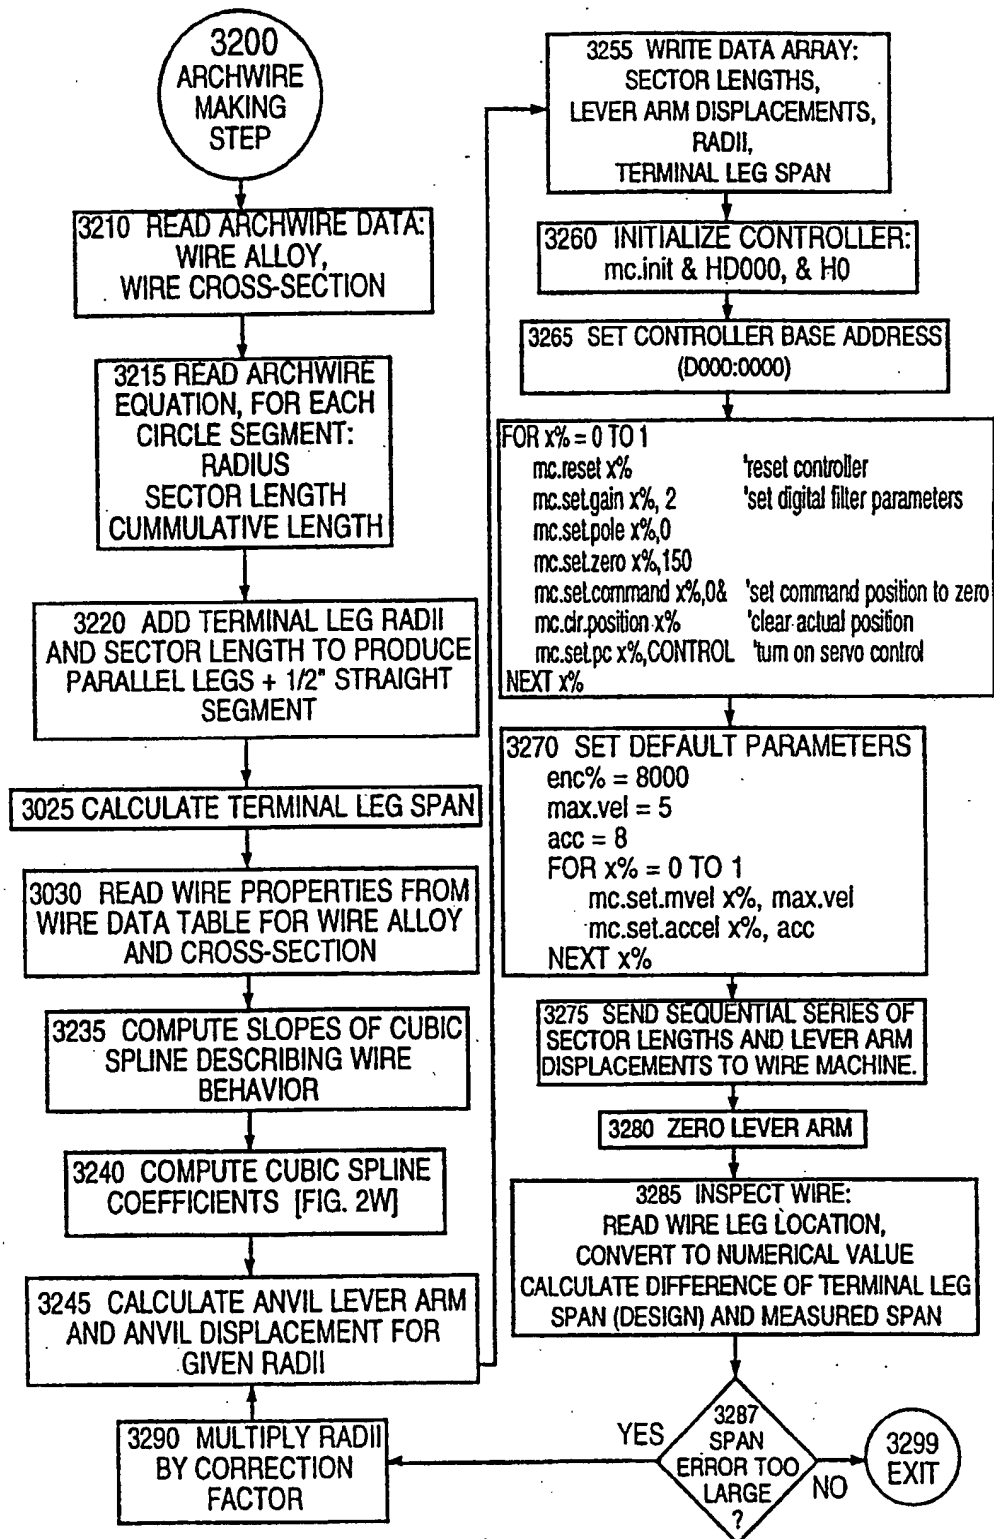 3200
ARCHWIRE
MAKING
STEP
3210 READ ARCHWIRE DATA:
WIRE ALLOY,
WIRE CROSS-SECTION
3215 READ ARCHWIRE
EQUATION, FOR EACH
CIRCLE SEGMENT:
RADIUS
SECTOR LENGTH
CUMMULATIVE LENGTH
3220 ADD TERMINAL LEG RADII
AND SECTOR LENGTH TO PRODUCE
PARALLEL LEGS + 1/2" STRAIGHT
SEGMENT
3025 CALCULATE TERMINAL LEG SPAN
3030 READ WIRE PROPERTIES FROM
WIRE DATA TABLE FOR WIRE ALLOY
AND CROSS-SECTION
3235 COMPUTE SLOPES OF CUBIC
SPLINE DESCRIBING WIRE
BEHAVIOR
3240 COMPUTE CUBIC SPLINE
COEFFICIENTS [FIG. 2W]
3245 CALCULATE ANVIL LEVER ARM
AND ANVIL DISPLACEMENT FOR
GIVEN RADII
3290 MULTIPLY RADII
BY CORRECTION
FACTOR
3255 WRITE DATA ARRAY:
SECTOR LENGTHS,
LEVER ARM DISPLACEMENTS,
RADII,
TERMINAL LEG SPAN
3260 INITIALIZE CONTROLLER:
mc.init & HD000, & H0
3265 SET CONTROLLER BASE ADDRESS
(D000:0000)
FOR x% = 0 TO 1
mc.reset x% 'reset controller
mc.set.gain x%, 2 'set digital filter parameters
mc.set.pole x%,0
mc.set.zero x%,150
mc.set.command x%,0& 'set command position to zero
mc.clr.position x% 'clear actual position
mc.set.pc x%,CONTROL 'turn on servo control
NEXT x%
3270 SET DEFAULT PARAMETERS
enc% = 8000
max.vel = 5
acc = 8
FOR x% = 0 TO 1
mc.set.mvel x%, max.vel
mc.set.accel x%, acc
NEXT x%
3275 SEND SEQUENTIAL SERIES OF
SECTOR LENGTHS AND LEVER ARM
DISPLACEMENTS TO WIRE MACHINE.
3280 ZERO LEVER ARM
3285 INSPECT WIRE:
READ WIRE LEG LOCATION,
CONVERT TO NUMERICAL VALUE
CALCULATE DIFFERENCE OF TERMINAL LEG
SPAN (DESIGN) AND MEASURED SPAN
3287
SPAN
ERROR TOO
LARGE
?
YES
NO
3299
EXIT